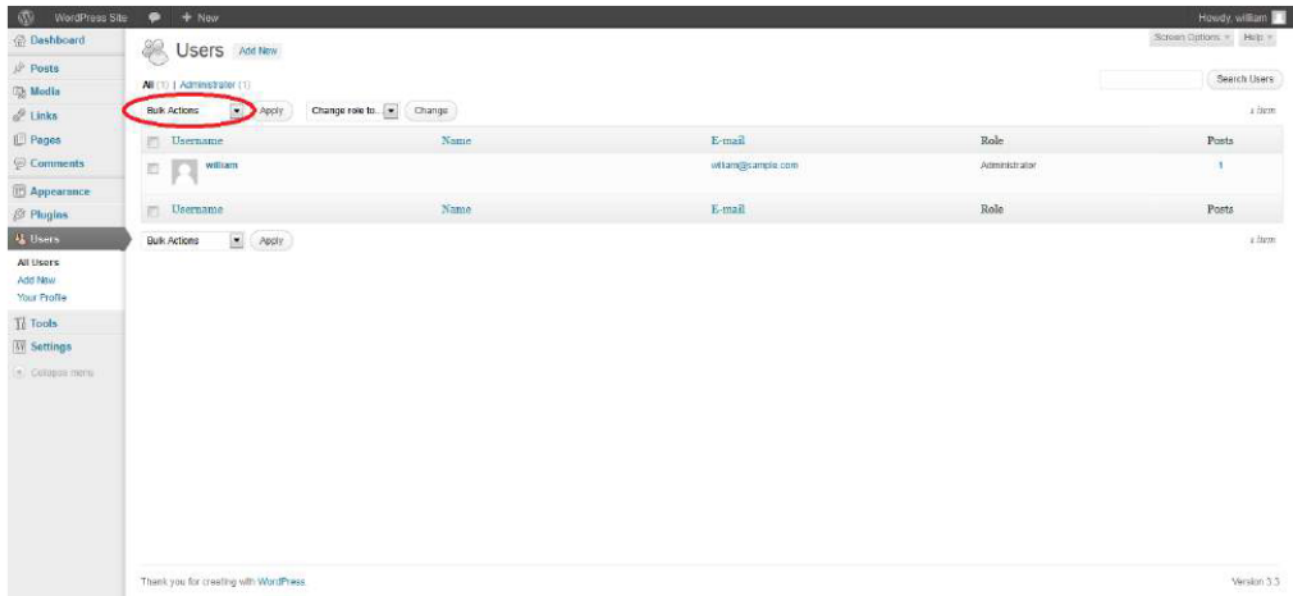 WordPress Site + New Howdy, william
Dashboard
Posts
Media
Links
Pages
Comments
Appearance
Plugins
Users
All Users
Add New
Your Profile
Tools
Settings
Collapse menu
Screen Options Help
Users Add New
All (1) | Administrator (1)
Search Users
Bulk Actions Apply Change role to... Change 1 item
Username Name E-mail Role Posts
william william@sample.com Administrator 1
Username Name E-mail Role Posts
Bulk Actions Apply 1 item
Thank you for creating with WordPress Version 3.3